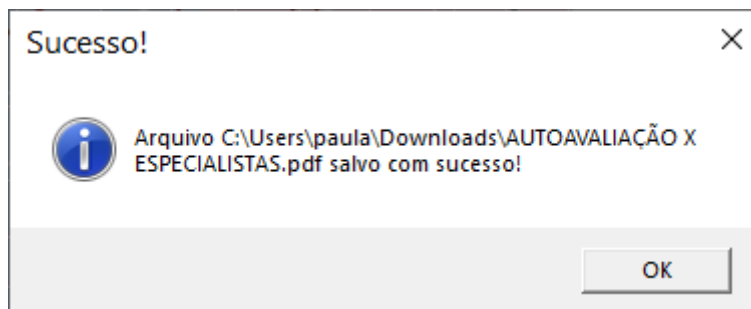 Sucesso!
Arquivo C:\Users\paula\Downloads\AUTOAVALIAÇÃO X
ESPECIALISTAS.pdf salvo com sucesso!
OK